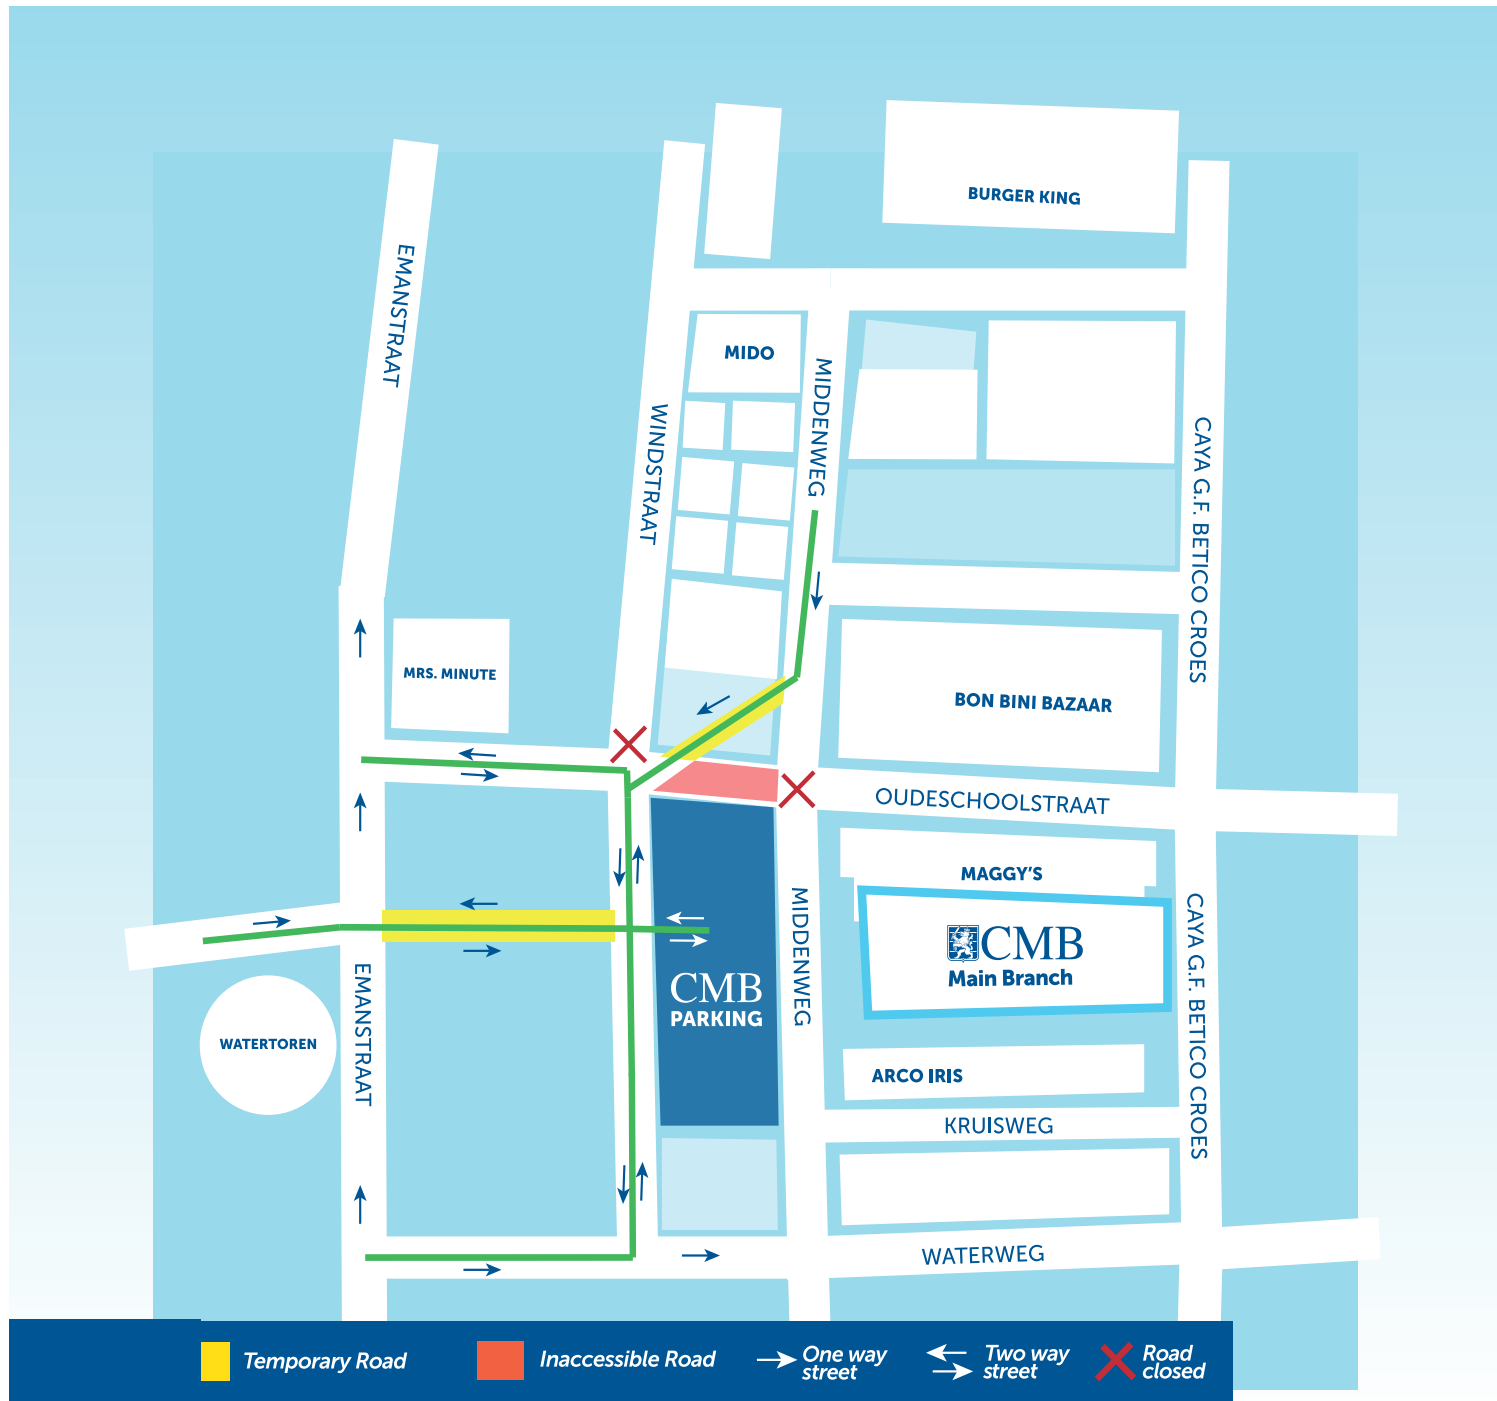 BURGER KING
EMANSTRAAT
MIDO
MIDDENWEG
WINDSTRAAT
CAYA G.F. BETICO CROES
MRS. MINUTE
BON BINI BAZAAR
OUDESCHOOLSTRAAT
MAGGY'S
CMB
Main Branch
CMB
PARKING
MIDDENWEG
CAYA G.F. BETICO CROES
EMANSTRAAT
WATERTOREN
ARCO IRIS
KRUISWEG
WATERWEG
Temporary Road
Inaccessible Road
One way
street
Two way
street
Road
closed